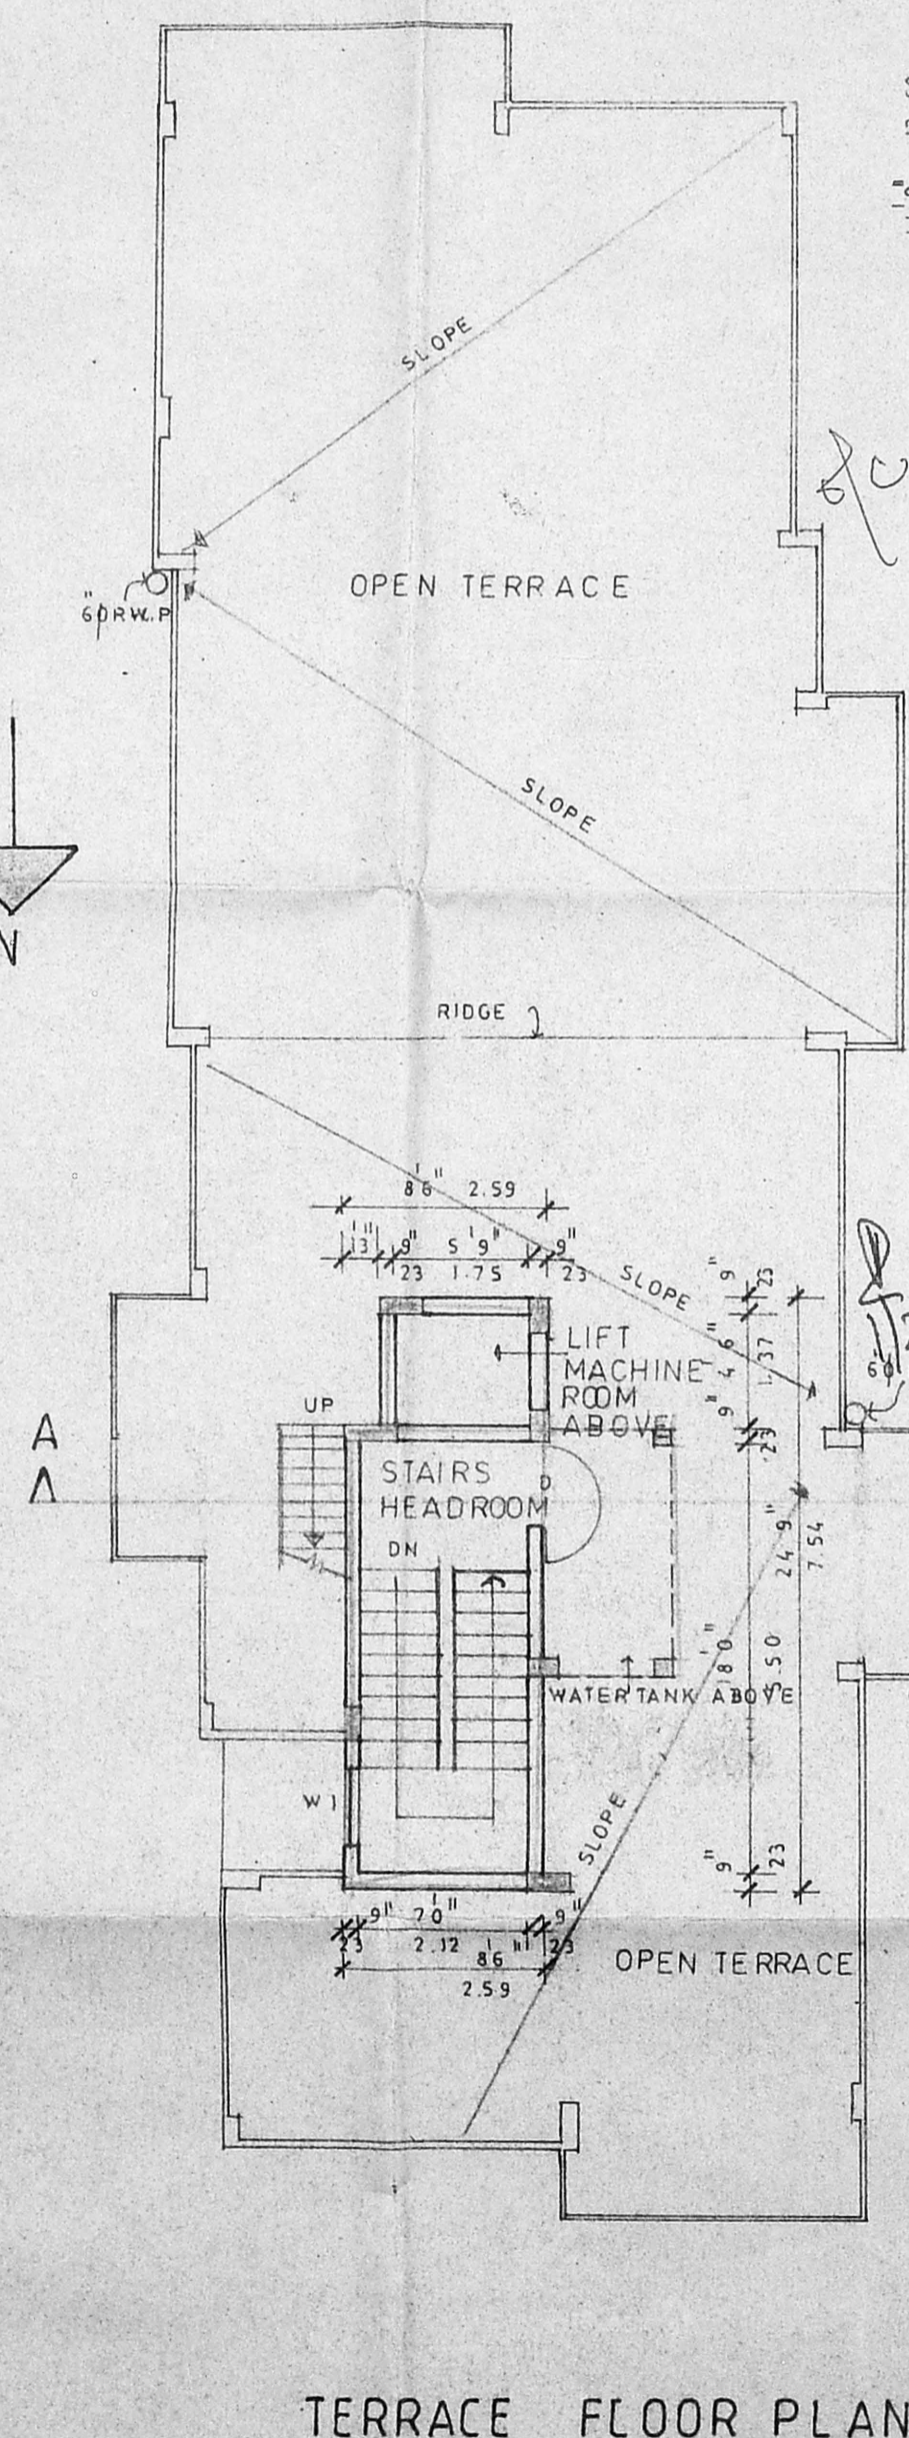 SLOPE
OPEN TERRACE
6"ØR.W.P
SLOPE
N
RIDGE
8'6" 2.59
1'1" 9" 5'9" 9"
23 1.75 23
SLOPE
9" 23
LIFT
MACHINE
ROOM
ABOVE
4'6" 1.37
9" 23
6"Ø
UP
A
STAIRS
HEADROOM
D
DN
24'9"
7.54
18'0" 5.50
WATER TANK ABOVE
W1
SLOPE
9" 23
9" 7'0" 9"
23 2.12 23
8'6"
2.59
OPEN TERRACE
TERRACE FLOOR PLAN